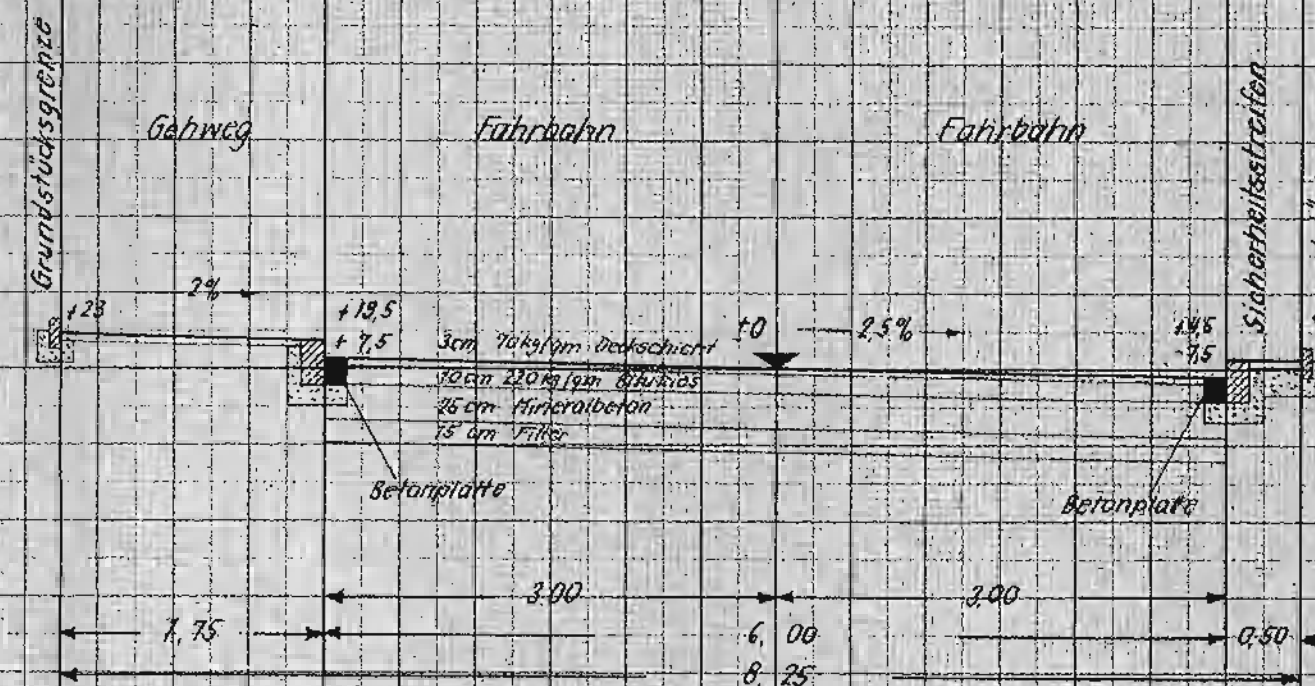 Grundstücksgrenze
Gehweg
Fahrbahn
Fahrbahn
Sicherheitsstreifen
2%
+23
+19,5
+7,5
±0
2,5%
-7,5
3cm 70kg/qm Deckschicht
10cm 220kg/qm Bitukies
26cm Mineralbeton
15cm Filter
Betonplatte
Betonplatte
3.00
3.00
1,75
6,00
0,50
8,25